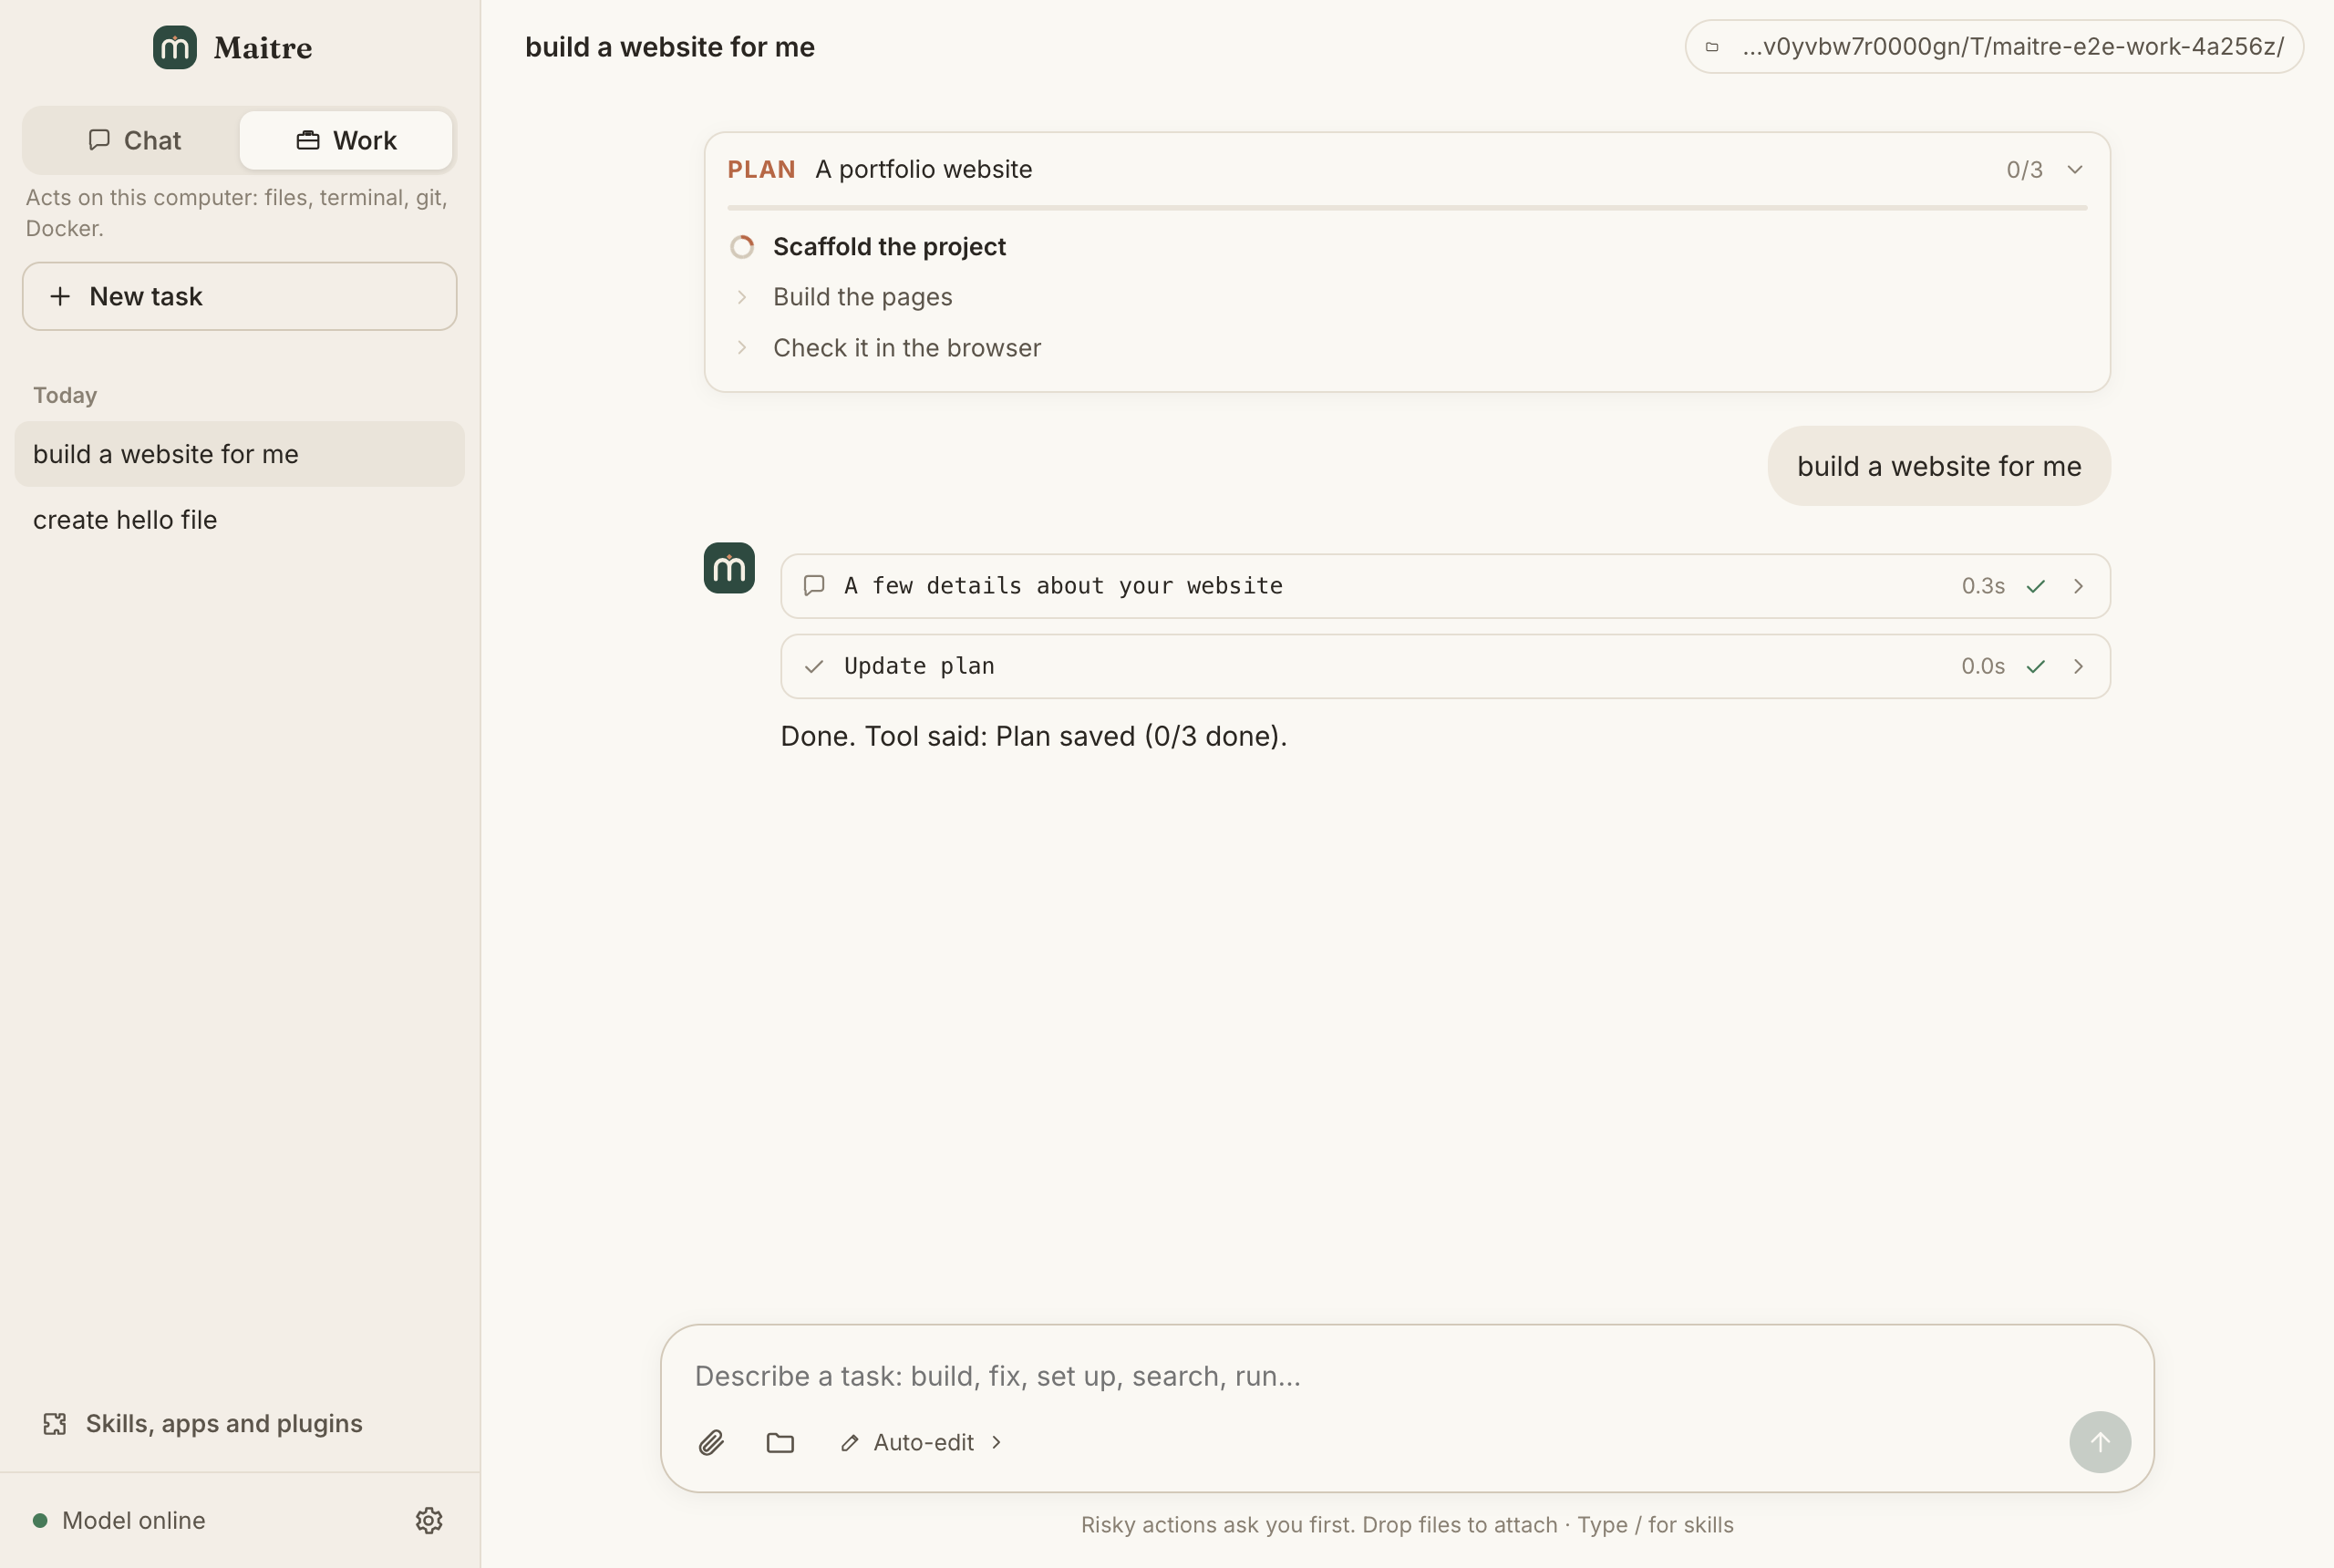 Maitre
Chat
Work
Acts on this computer: files, terminal, git,
Docker.
New task
Today
build a website for me
create hello file
Skills, apps and plugins
Model online
build a website for me
...v0yvbw7r0000gn/T/maitre-e2e-work-4a256z/
PLAN A portfolio website 0/3
Scaffold the project
Build the pages
Check it in the browser
build a website for me
A few details about your website 0.3s
Update plan 0.0s
Done. Tool said: Plan saved (0/3 done).
Describe a task: build, fix, set up, search, run...
Auto-edit
Risky actions ask you first. Drop files to attach · Type / for skills